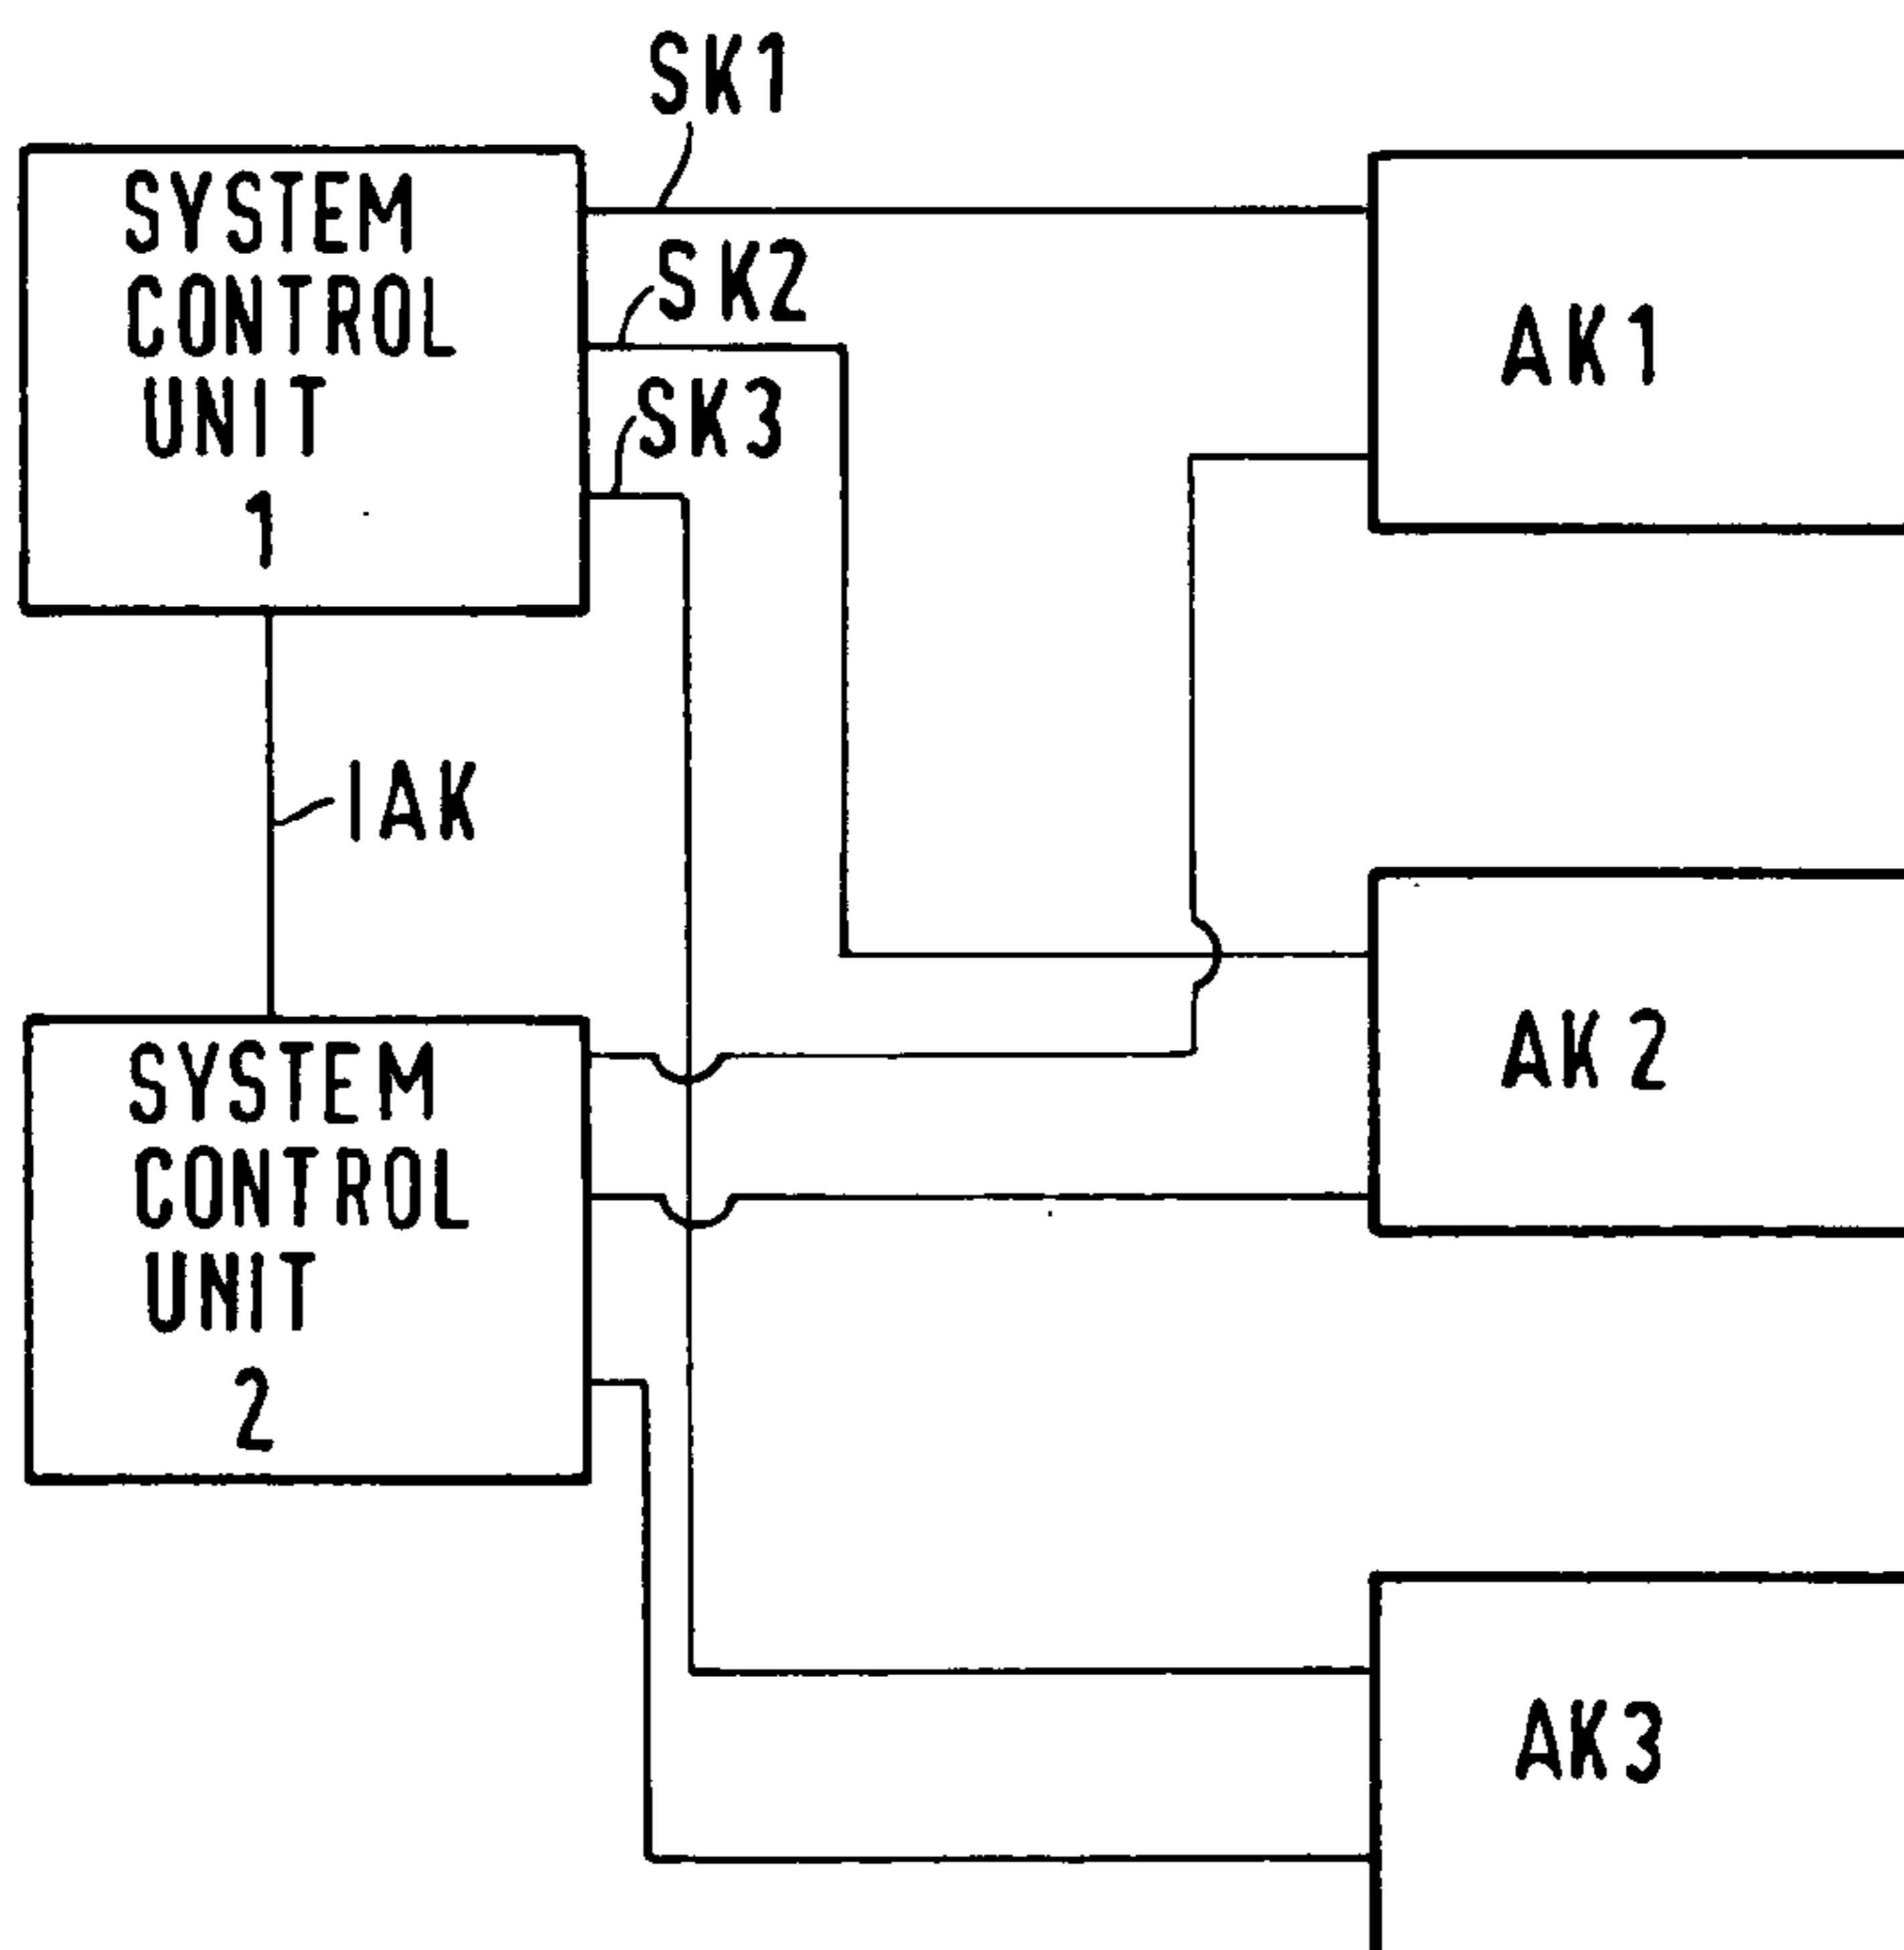 SK1
SYSTEM
CONTROL
UNIT
1
SK2
SK3
AK1
IAK
SYSTEM
CONTROL
UNIT
2
AK2
AK3